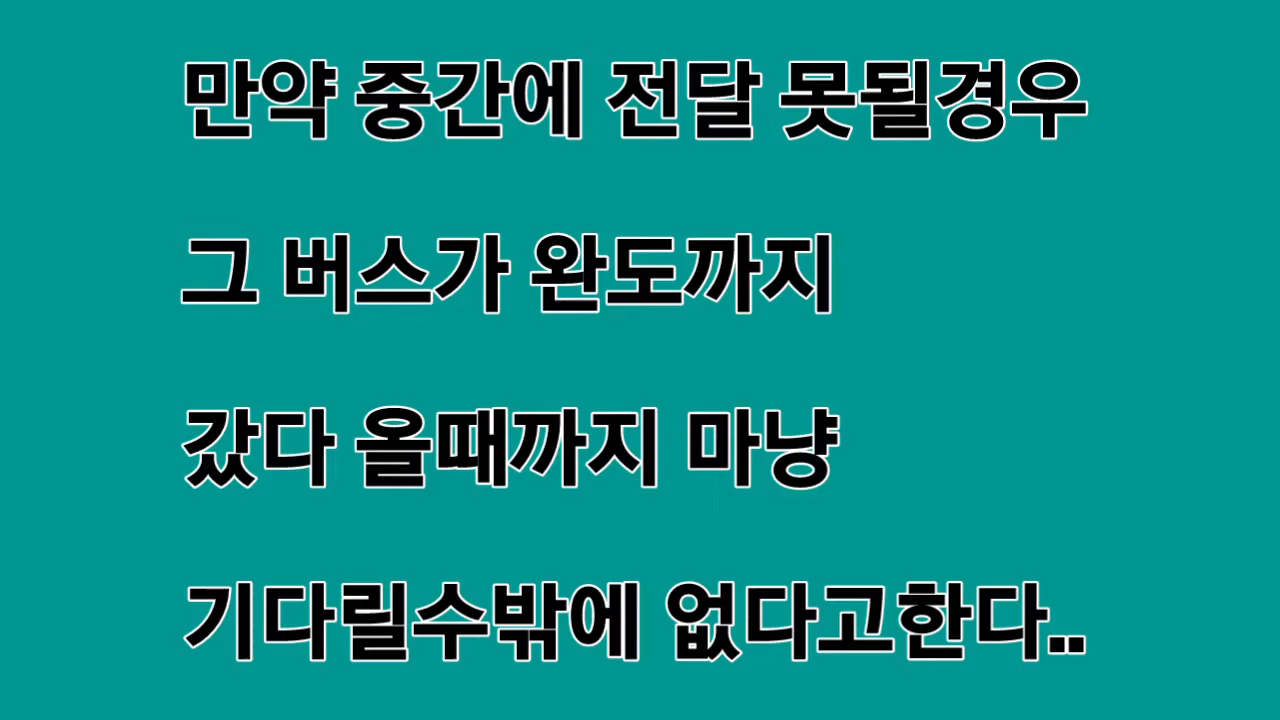 만약 중간에 전달 못될경우
그 버스가 완도까지
갔다 올때까지 마냥
기다릴수밖에 없다고한다..